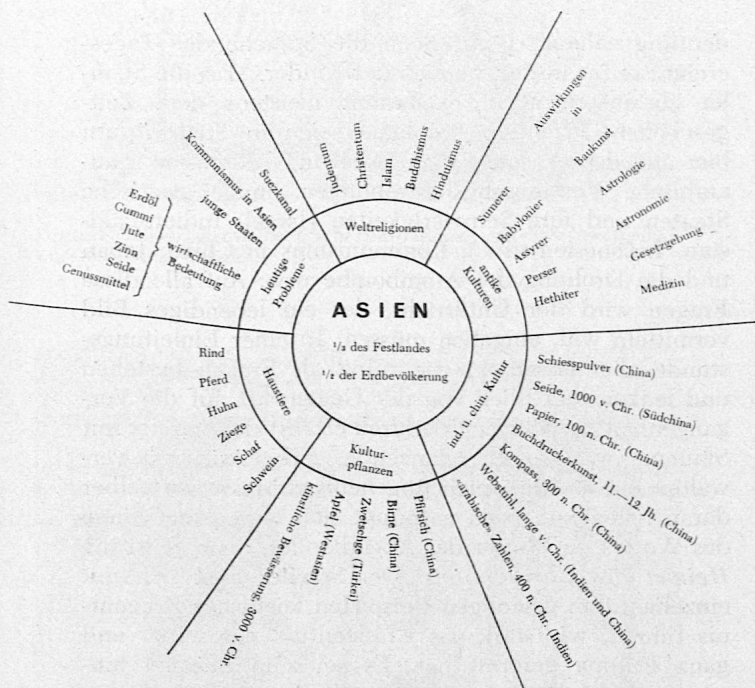 ASIEN
1/4 des Festlandes
1/2 der Erdbevölkerung
Weltreligionen
Judentum
Christentum
Islam
Buddhismus
Hinduismus
antike
Kulturen
Sumerer
Babylonier
Assyrer
Perser
Hethiter
Auswirkungen
in
Baukunst
Astrologie
Astronomie
Gesetzgebung
Medizin
ind. u. chin. Kultur
Schiesspulver (China)
Seide, 1000 v. Chr. (Südchina)
Papier, 100 n. Chr. (China)
Buchdruckerkunst, 11.—12. Jh. (China)
Kompass, 300 n. Chr. (China)
Webstuhl, lange v. Chr. (Indien und China)
«arabische» Zahlen, 400 n. Chr. (Indien)
Kultur-
pflanzen
Pfirsich (China)
Birne (China)
Zwetschge (Türkei)
Apfel (Westasien)
künstliche Bewässerung, 3000 v. Chr.
Haustiere
Rind
Pferd
Huhn
Ziege
Schaf
Schwein
Heutige
Probleme
Suezkanal
junge Staaten
Kommunismus in Asien
wirtschaftliche
Bedeutung
Erdöl
Gummi
Jute
Zinn
Seide
Genussmittel